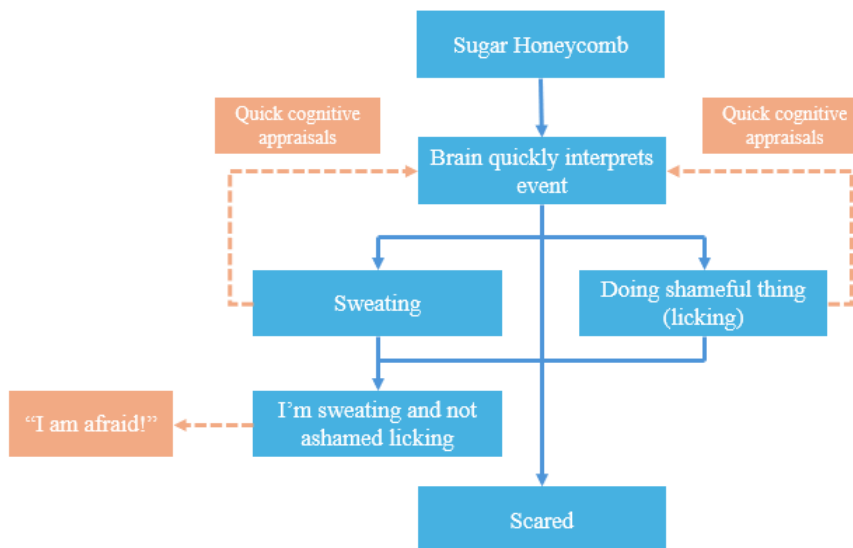 Sugar Honeycomb
Quick cognitive
appraisals
Quick cognitive
appraisals
Brain quickly interprets
event
Sweating
Doing shameful thing
(licking)
“I am afraid!”
I’m sweating and not
ashamed licking
Scared